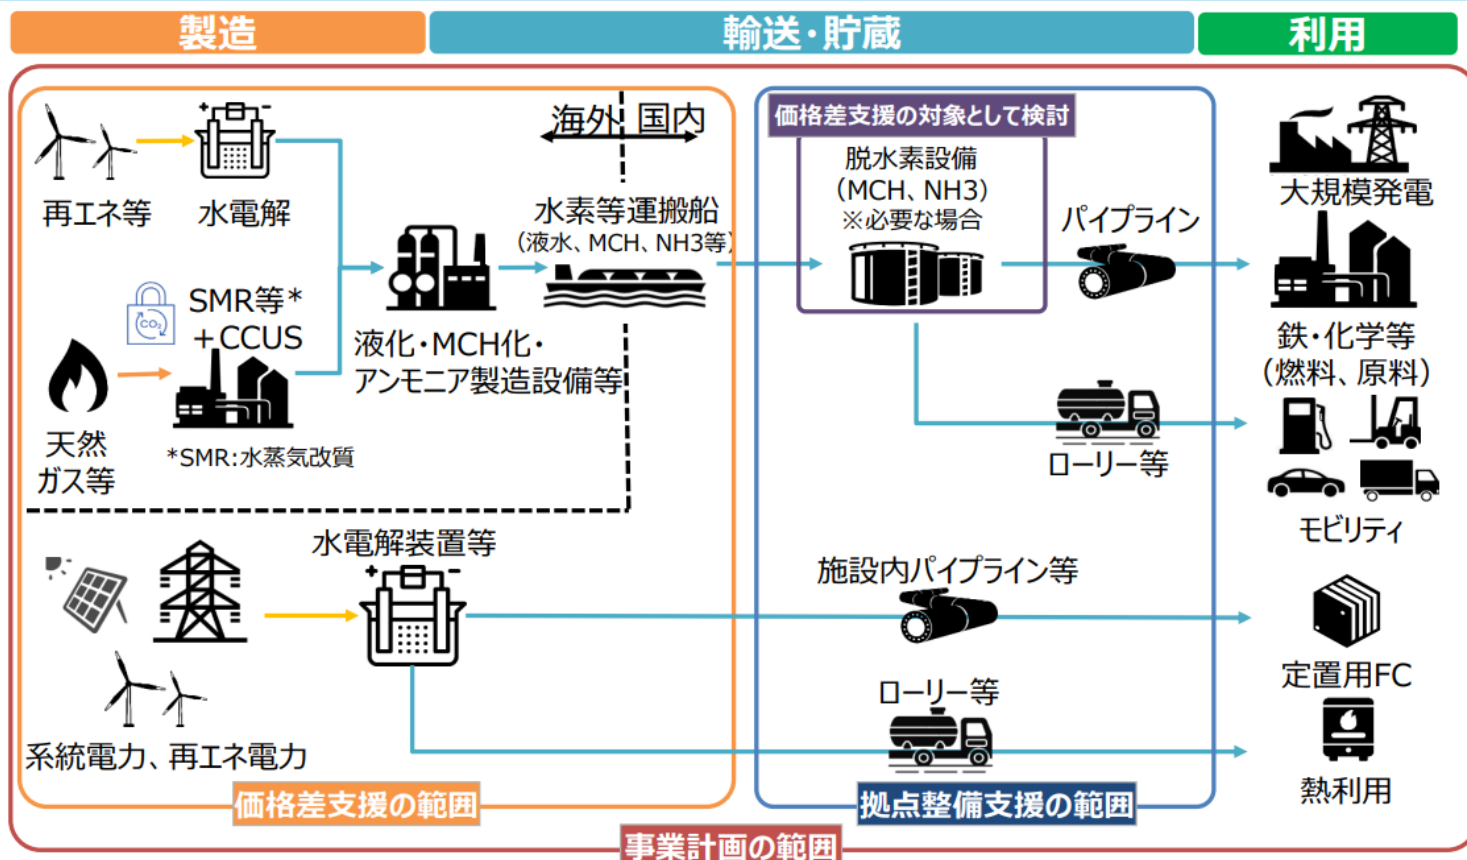 製造
輸送・貯蔵
利用
海外
国内
再エネ等
水電解
水素等運搬船
(液水、MCH、NH3等)
CO₂
SMR等*
+CCUS
液化・MCH化・
アンモニア製造設備等
天然
ガス等
*SMR:水蒸気改質
価格差支援の対象として検討
脱水素設備
(MCH、NH3)
※必要な場合
パイプライン
ローリー等
大規模発電
鉄・化学等
(燃料、原料)
モビリティ
水電解装置等
系統電力、再エネ電力
施設内パイプライン等
ローリー等
定置用FC
熱利用
価格差支援の範囲
拠点整備支援の範囲
事業計画の範囲